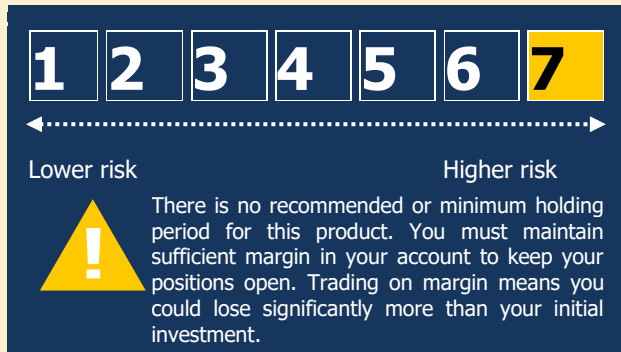 1 2 3 4 5 6 7
Lower risk Higher risk
!
There is no recommended or minimum holding
period for this product. You must maintain
sufficient margin in your account to keep your
positions open. Trading on margin means you
could lose significantly more than your initial
investment.